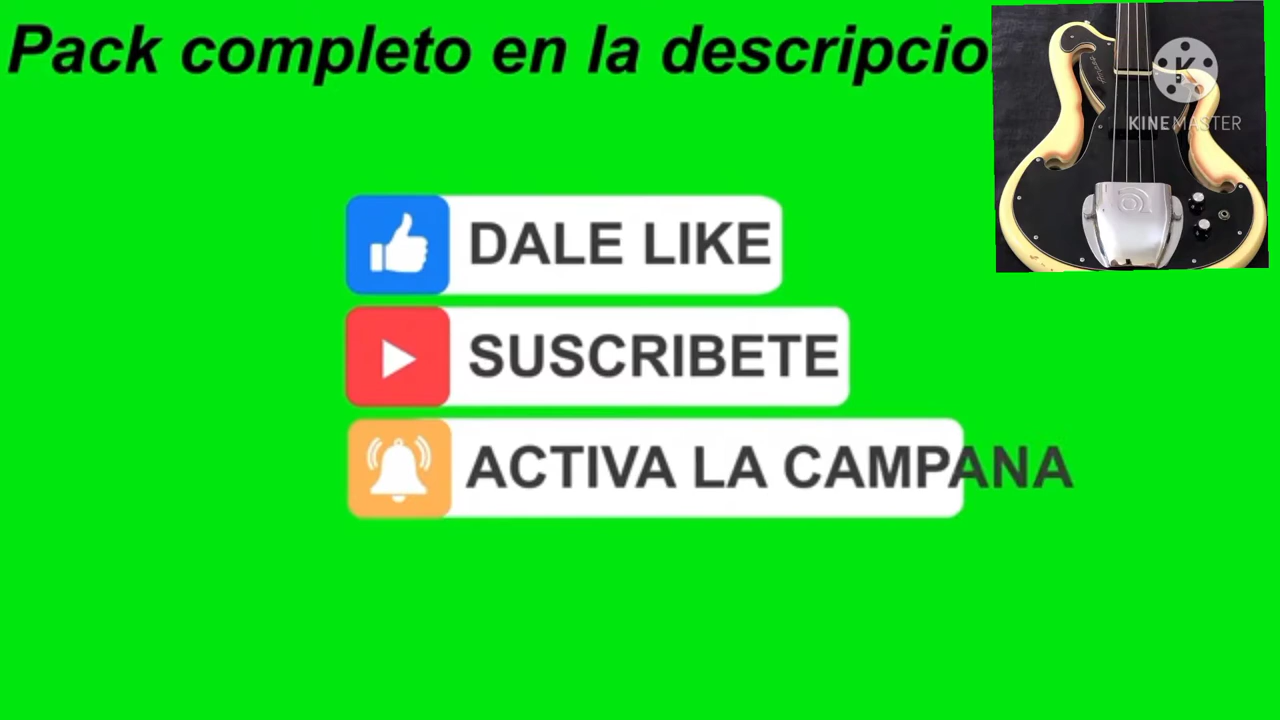 Pack completo en la descripcio
KINEMASTER
DALE LIKE
SUSCRIBETE
ACTIVA LA CAMPANA